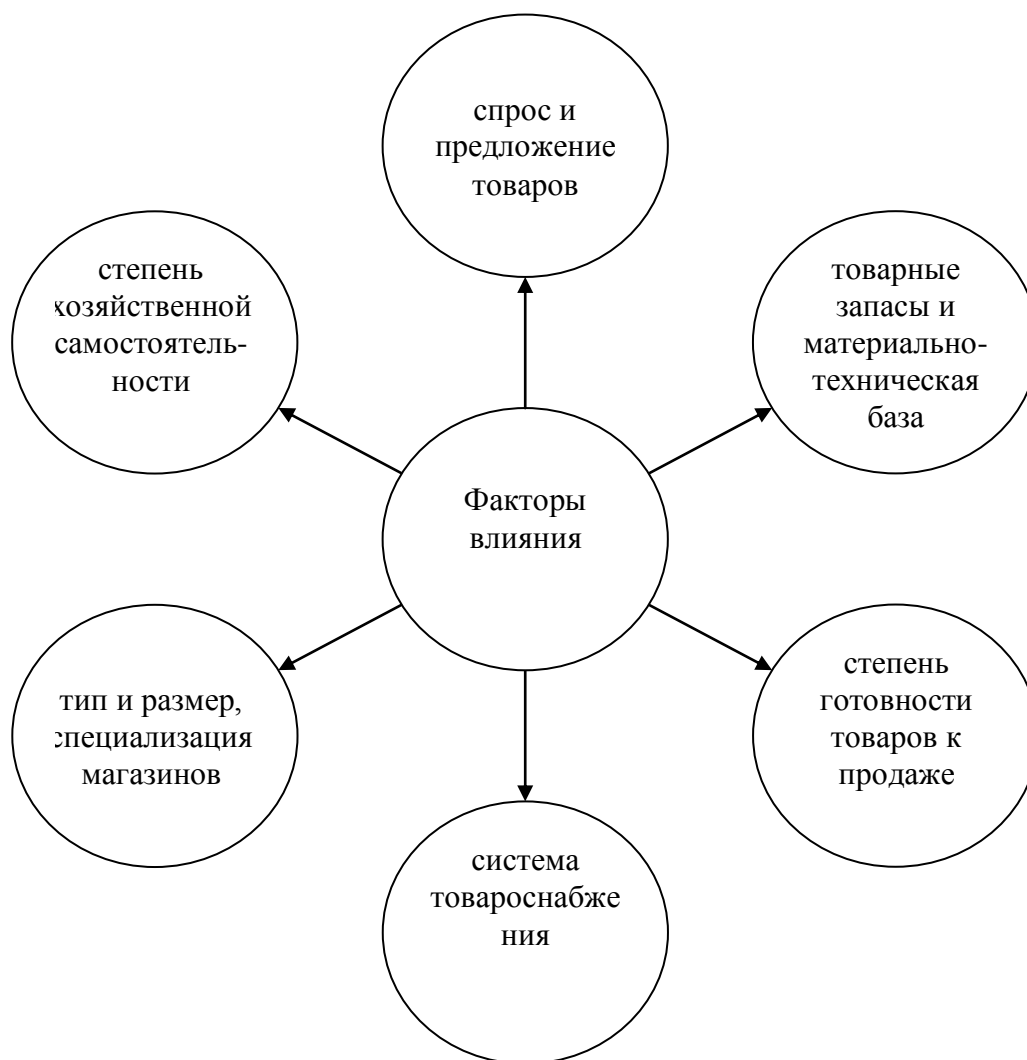 спрос и
предложение
товаров
степень
хозяйственной
самостоятель-
ности
товарные
запасы и
материально-
техническая
база
Факторы
влияния
тип и размер,
специализация
магазинов
степень
готовности
товаров к
продаже
система
товароснабже
ния